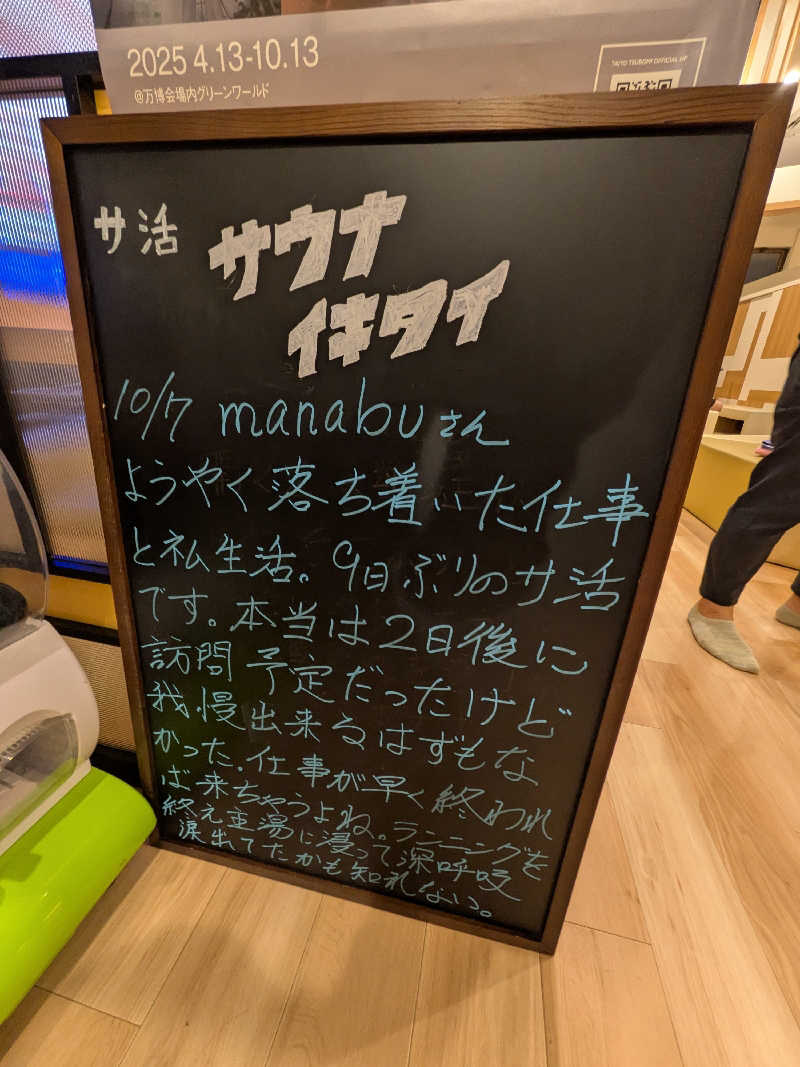 2025 4.13-10.13
@万博会場内グリーンワールド
TAIYO TSUBOMI OFFICIAL HP
サ活
サウナ
イキタイ
10/7 manabuさん
ようやく落ち着いた仕事
と私生活。9日ぶりのサ活
です。本当は2日後に
訪問予定だったけど
我慢出来るはずもな
かった。仕事が早く終われ
ば来ちゃうよね。ランニングを
終え壺湯に浸って深呼吸
涙出てたかも知れない。